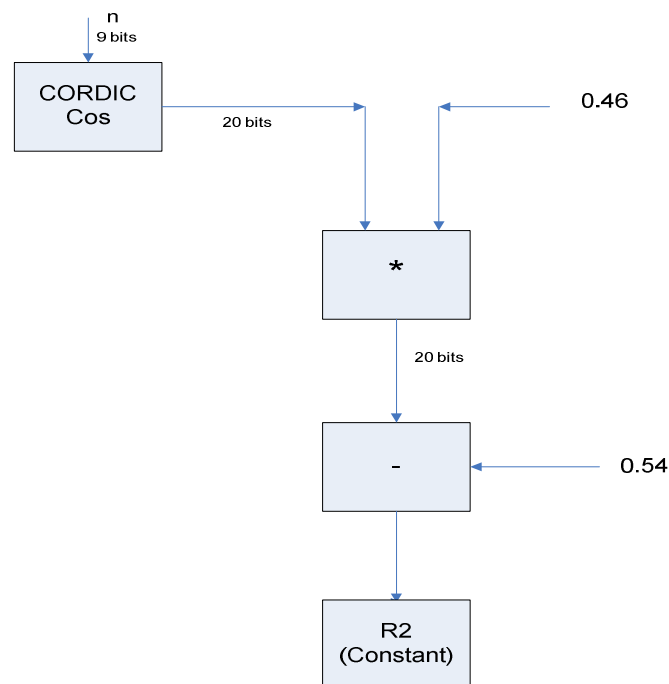 n
9 bits
CORDIC
Cos
20 bits
0.46
*
20 bits
-
0.54
R2
(Constant)